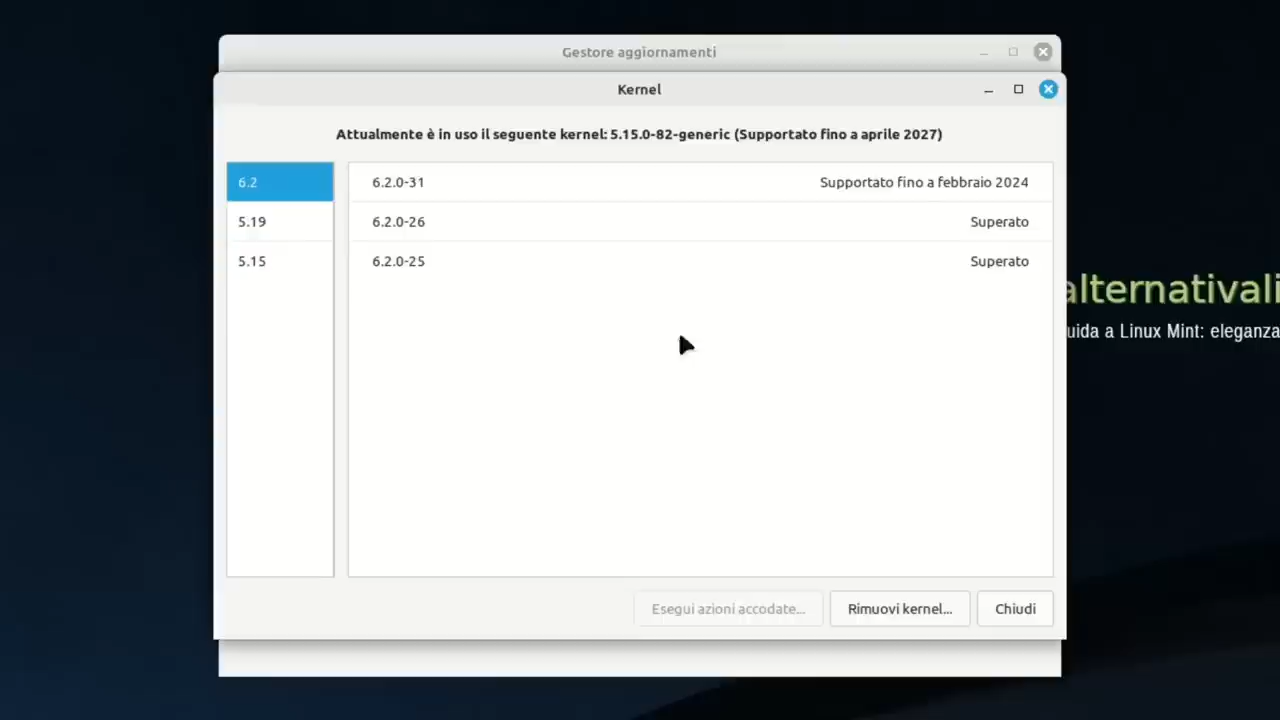 Gestore aggiornamenti
Kernel
Attualmente è in uso il seguente kernel: 5.15.0-82-generic (Supportato fino a aprile 2027)
6.2
5.19
5.15
6.2.0-31 Supportato fino a febbraio 2024
6.2.0-26 Superato
6.2.0-25 Superato
alternativali
uida a Linux Mint: eleganza
Esegui azioni accodate...
Rimuovi kernel...
Chiudi